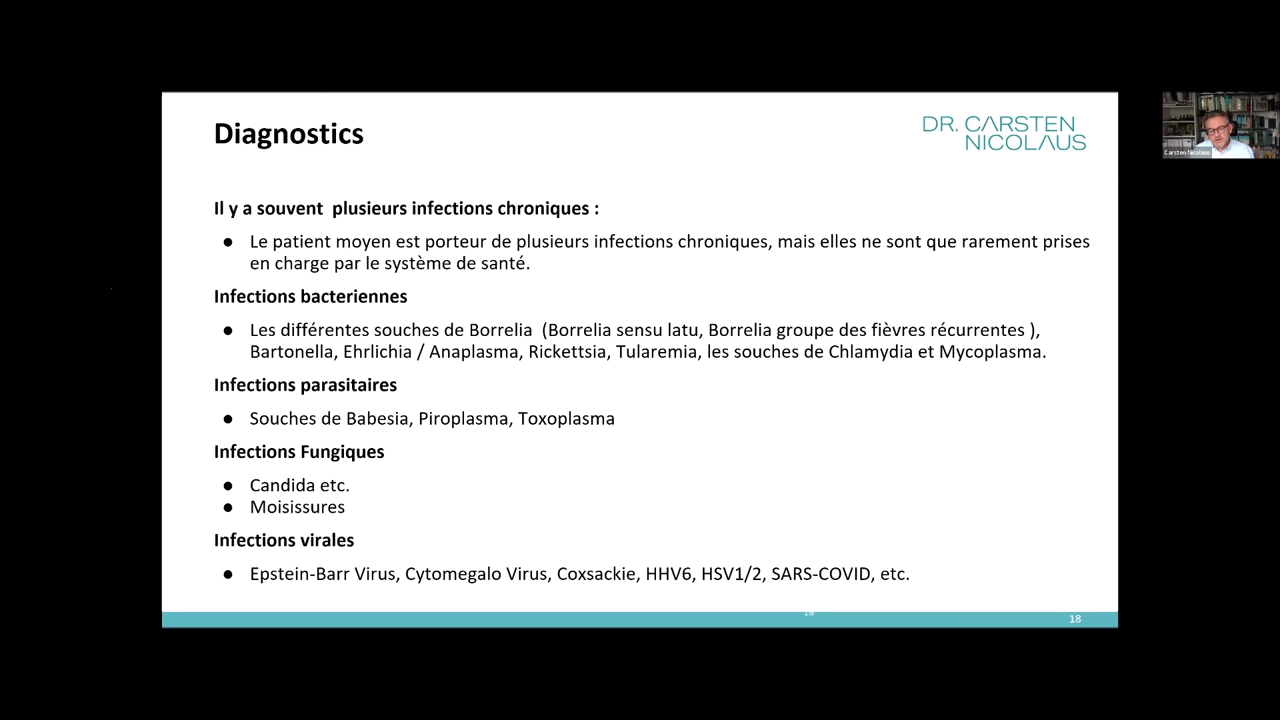 Diagnostics
DR. CARSTEN
NICOLAUS
Carsten Nicolaus
Il y a souvent  plusieurs infections chroniques :
● Le patient moyen est porteur de plusieurs infections chroniques, mais elles ne sont que rarement prises
en charge par le système de santé.
Infections bacteriennes
● Les différentes souches de Borrelia  (Borrelia sensu latu, Borrelia groupe des fièvres récurrentes ),
Bartonella, Ehrlichia / Anaplasma, Rickettsia, Tularemia, les souches de Chlamydia et Mycoplasma.
Infections parasitaires
● Souches de Babesia, Piroplasma, Toxoplasma
Infections Fungiques
● Candida etc.
● Moisissures
Infections virales
● Epstein-Barr Virus, Cytomegalo Virus, Coxsackie, HHV6, HSV1/2, SARS-COVID, etc.
18
18